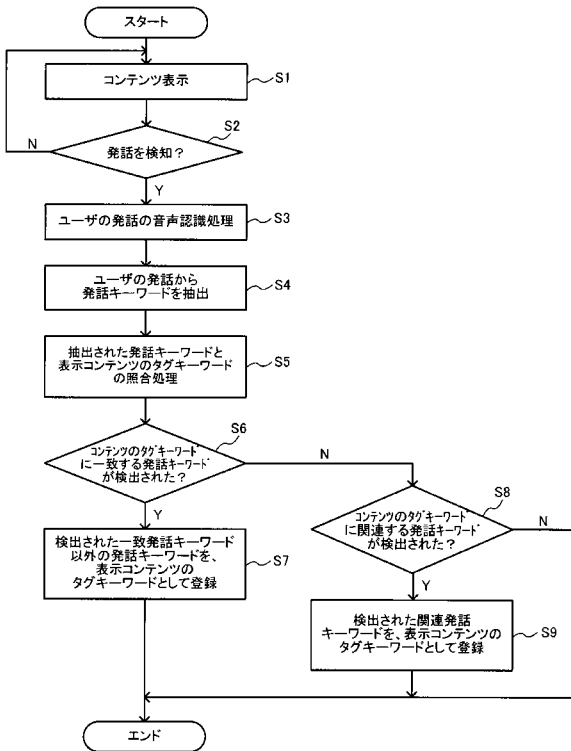 スタート
コンテンツ表示
S1
S2
発話を検知？
N
Y
ユーザの発話の音声認識処理
S3
ユーザの発話から
発話キーワードを抽出
S4
抽出された発話キーワードと
表示コンテンツのタグキーワード
の照合処理
S5
S6
コンテンツのタグキーワード
に一致する発話キーワード
が検出された？
N
Y
検出された一致発話キーワード
以外の発話キーワードを、
表示コンテンツの
タグキーワードとして登録
S7
S8
コンテンツのタグキーワード
に関連する発話キーワード
が検出された？
N
Y
検出された関連発話
キーワードを、表示コンテンツの
タグキーワードとして登録
S9
エンド